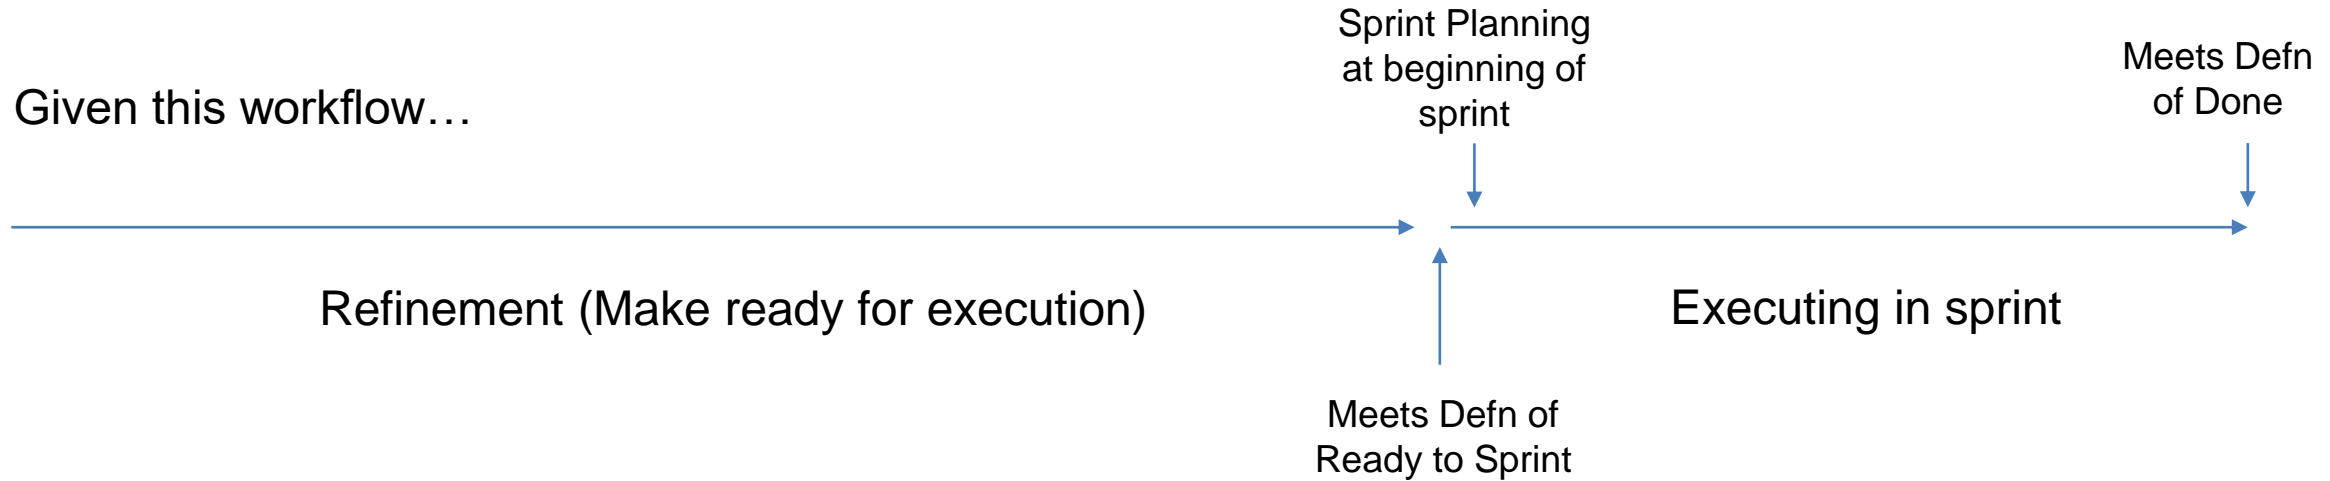 Sprint Planning
at beginning of
sprint
Meets Defn
of Done
Given this workflow…
Refinement (Make ready for execution)
Executing in sprint
Meets Defn of
Ready to Sprint